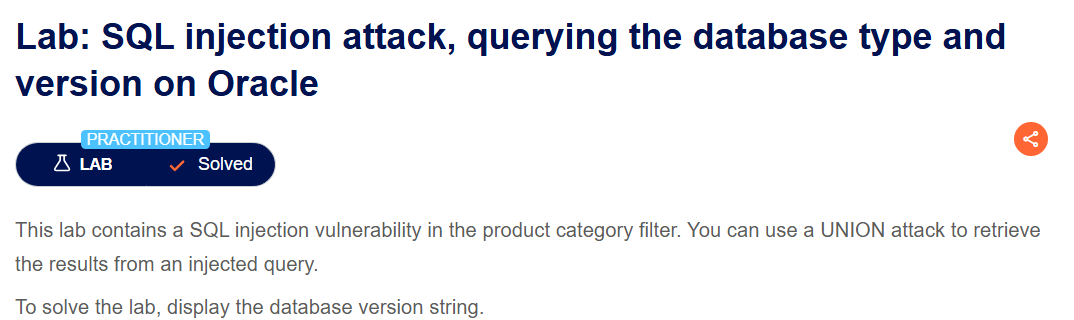 Lab: SQL injection attack, querying the database type and
version on Oracle
PRACTITIONER
LAB Solved
This lab contains a SQL injection vulnerability in the product category filter. You can use a UNION attack to retrieve
the results from an injected query.
To solve the lab, display the database version string.